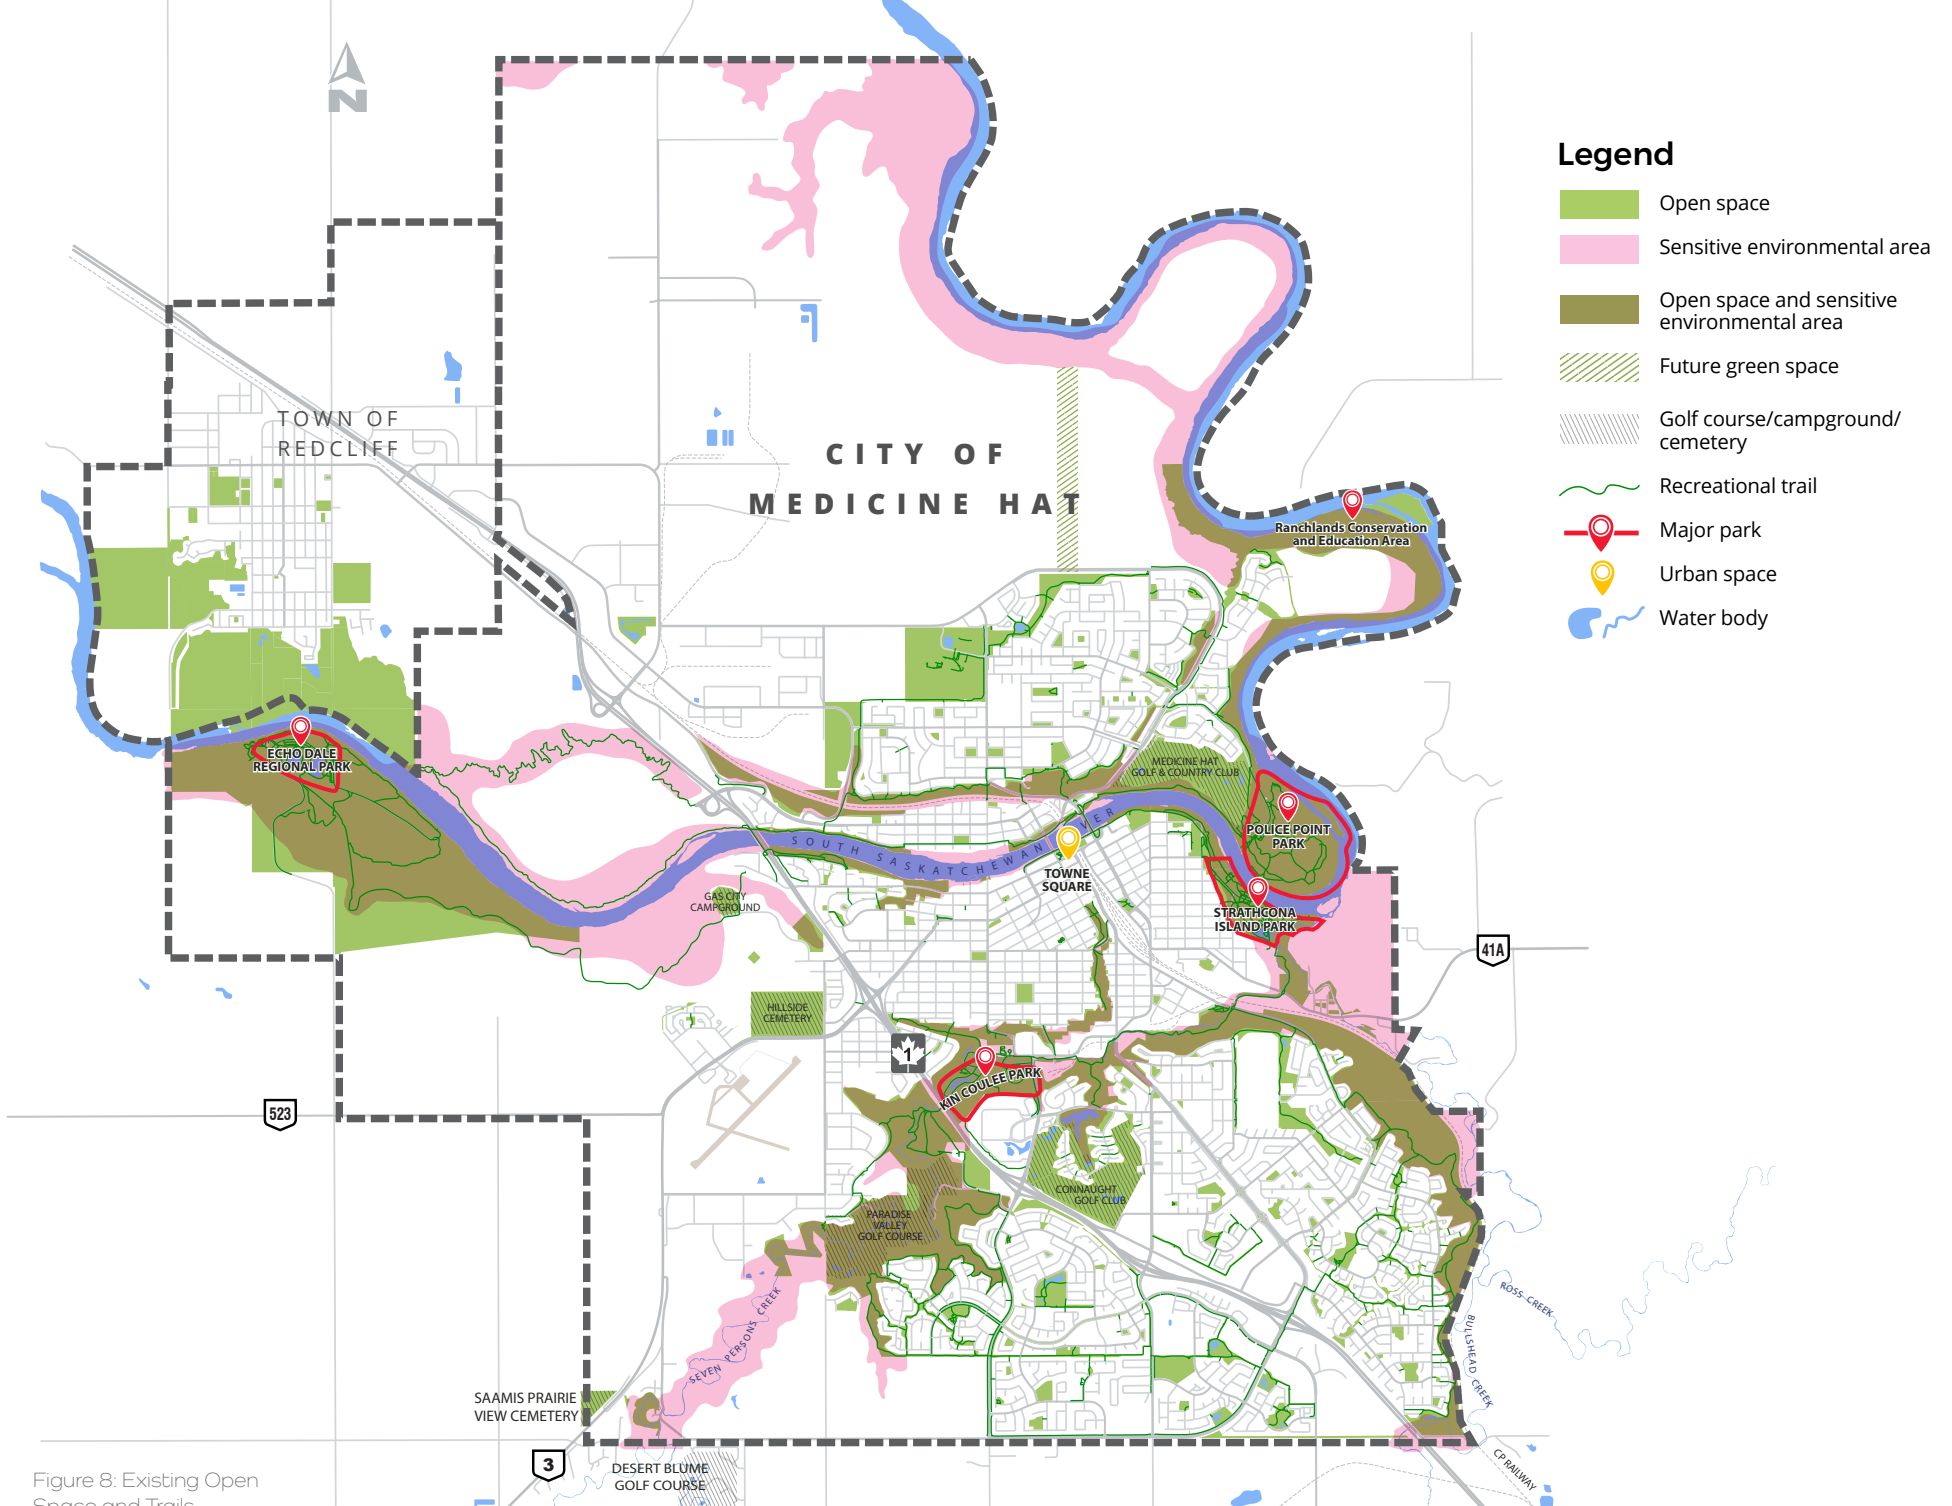 N
TOWN OF
REDCLIFF
CITY OF
MEDICINE HAT
Ranchlands Conservation
and Education Area
ECHO DALE
REGIONAL PARK
MEDICINE HAT
GOLF & COUNTRY CLUB
POLICE POINT
PARK
SOUTH SASKATCHEWAN RIVER
TOWNE
SQUARE
GAS CITY
CAMPGROUND
STRATHCONA
ISLAND PARK
41A
HILLSIDE
CEMETERY
1
KIN COULEE PARK
523
CONNAUGHT
GOLF CLUB
PARADISE
VALLEY
GOLF COURSE
SEVEN PERSONS CREEK
ROSS CREEK
BULLSHEAD CREEK
SAAMIS PRAIRIE
VIEW CEMETERY
3
DESERT BLUME
GOLF COURSE
CP RAILWAY
Legend
Open space
Sensitive environmental area
Open space and sensitive
environmental area
Future green space
Golf course/campground/
cemetery
Recreational trail
Major park
Urban space
Water body
Figure 8: Existing Open
Space and Trails